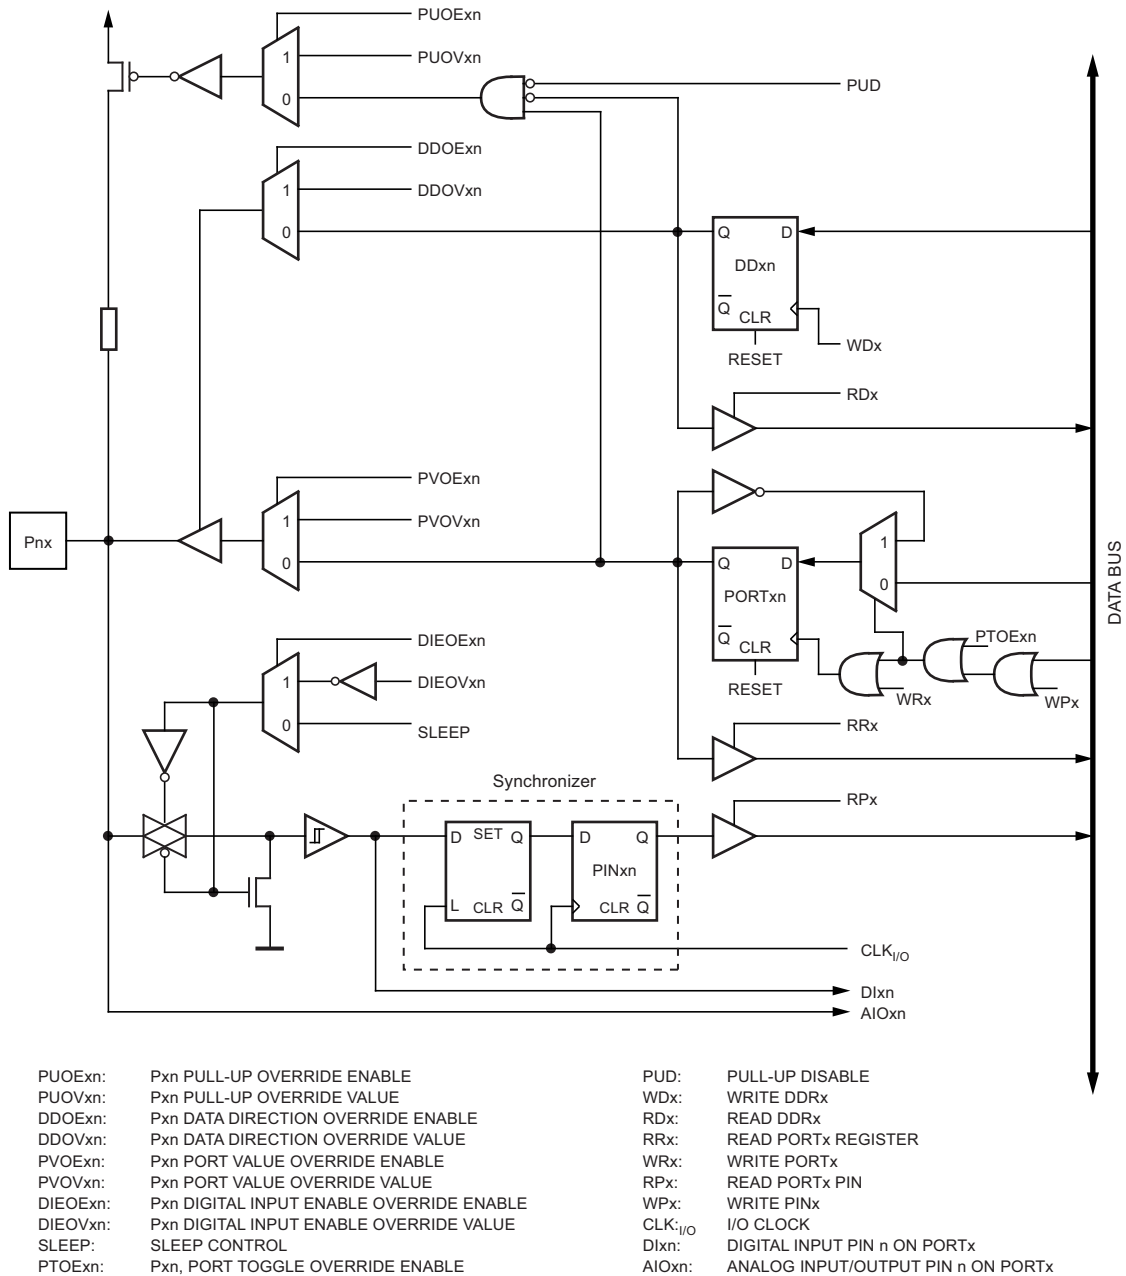 PUOExn
1
PUOVxn
0
PUD
DDOExn
1
DDOVxn
0
Q D
DDxn
Q
CLR
RESET
WDx
RDx
PVOExn
1
PVOVxn
0
Pnx
1
0
Q D
PORTxn
Q
CLR
RESET
PTOExn
WRx
WPx
DATA BUS
DIEOExn
1
DIEOVxn
0
SLEEP
RRx
Synchronizer
RPx
D SET Q
L CLR Q
D Q
PINxn
CLR Q
CLKI/O
DIxn
AIOxn
PUOExn: Pxn PULL-UP OVERRIDE ENABLE
PUOVxn: Pxn PULL-UP OVERRIDE VALUE
DDOExn: Pxn DATA DIRECTION OVERRIDE ENABLE
DDOVxn: Pxn DATA DIRECTION OVERRIDE VALUE
PVOExn: Pxn PORT VALUE OVERRIDE ENABLE
PVOVxn: Pxn PORT VALUE OVERRIDE VALUE
DIEOExn: Pxn DIGITAL INPUT ENABLE OVERRIDE ENABLE
DIEOVxn: Pxn DIGITAL INPUT ENABLE OVERRIDE VALUE
SLEEP: SLEEP CONTROL
PTOExn: Pxn, PORT TOGGLE OVERRIDE ENABLE
PUD: PULL-UP DISABLE
WDx: WRITE DDRx
RDx: READ DDRx
RRx: READ PORTx REGISTER
WRx: WRITE PORTx
RPx: READ PORTx PIN
WPx: WRITE PINx
CLK:I/O I/O CLOCK
DIxn: DIGITAL INPUT PIN n ON PORTx
AIOxn: ANALOG INPUT/OUTPUT PIN n ON PORTx